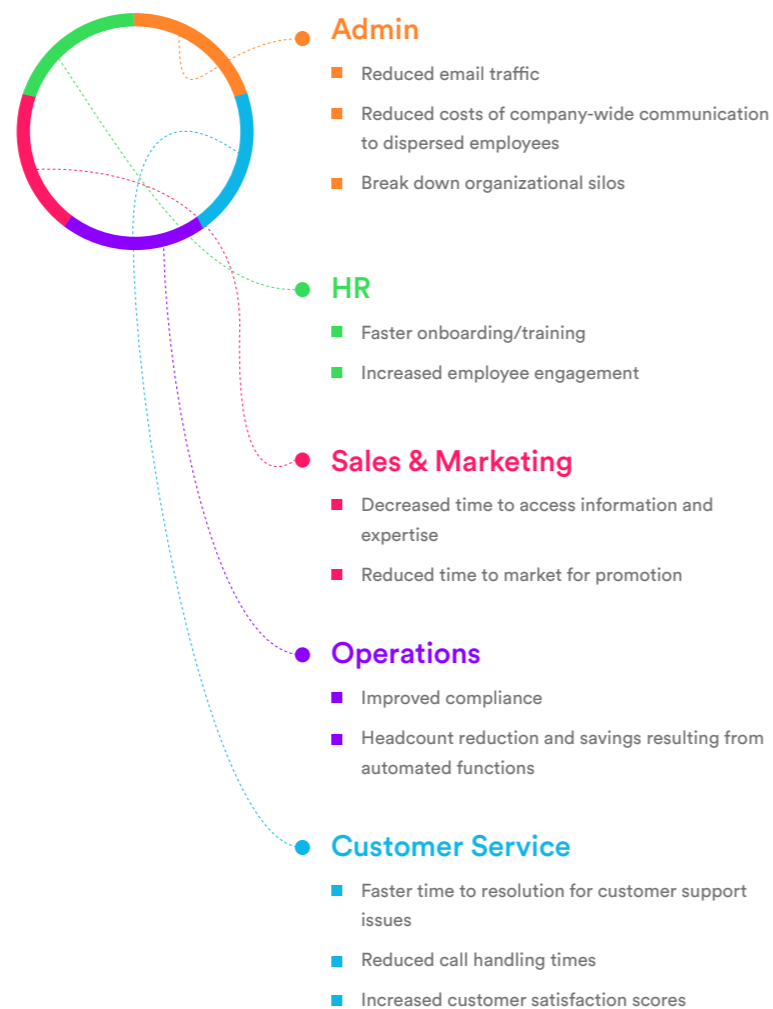 Admin
Reduced email traffic
Reduced costs of company-wide communication
to dispersed employees
Break down organizational silos
HR
Faster onboarding/training
Increased employee engagement
Sales & Marketing
Decreased time to access information and
expertise
Reduced time to market for promotion
Operations
Improved compliance
Headcount reduction and savings resulting from
automated functions
Customer Service
Faster time to resolution for customer support
issues
Reduced call handling times
Increased customer satisfaction scores